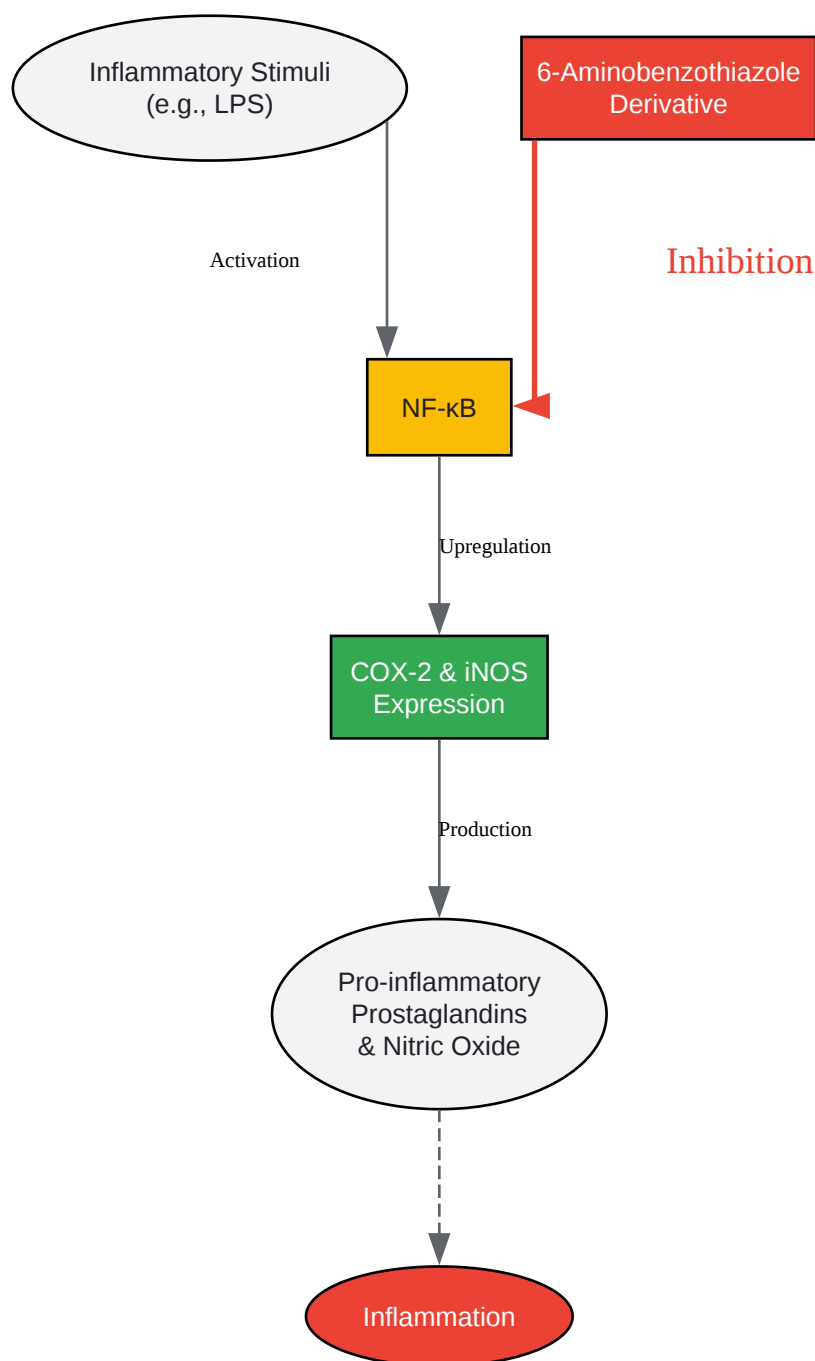 Inflammatory Stimuli
(e.g., LPS)
6-Aminobenzothiazole
Derivative
Activation
Inhibition
NF-κB
Upregulation
COX-2 & iNOS
Expression
Production
Pro-inflammatory
Prostaglandins
& Nitric Oxide
Inflammation